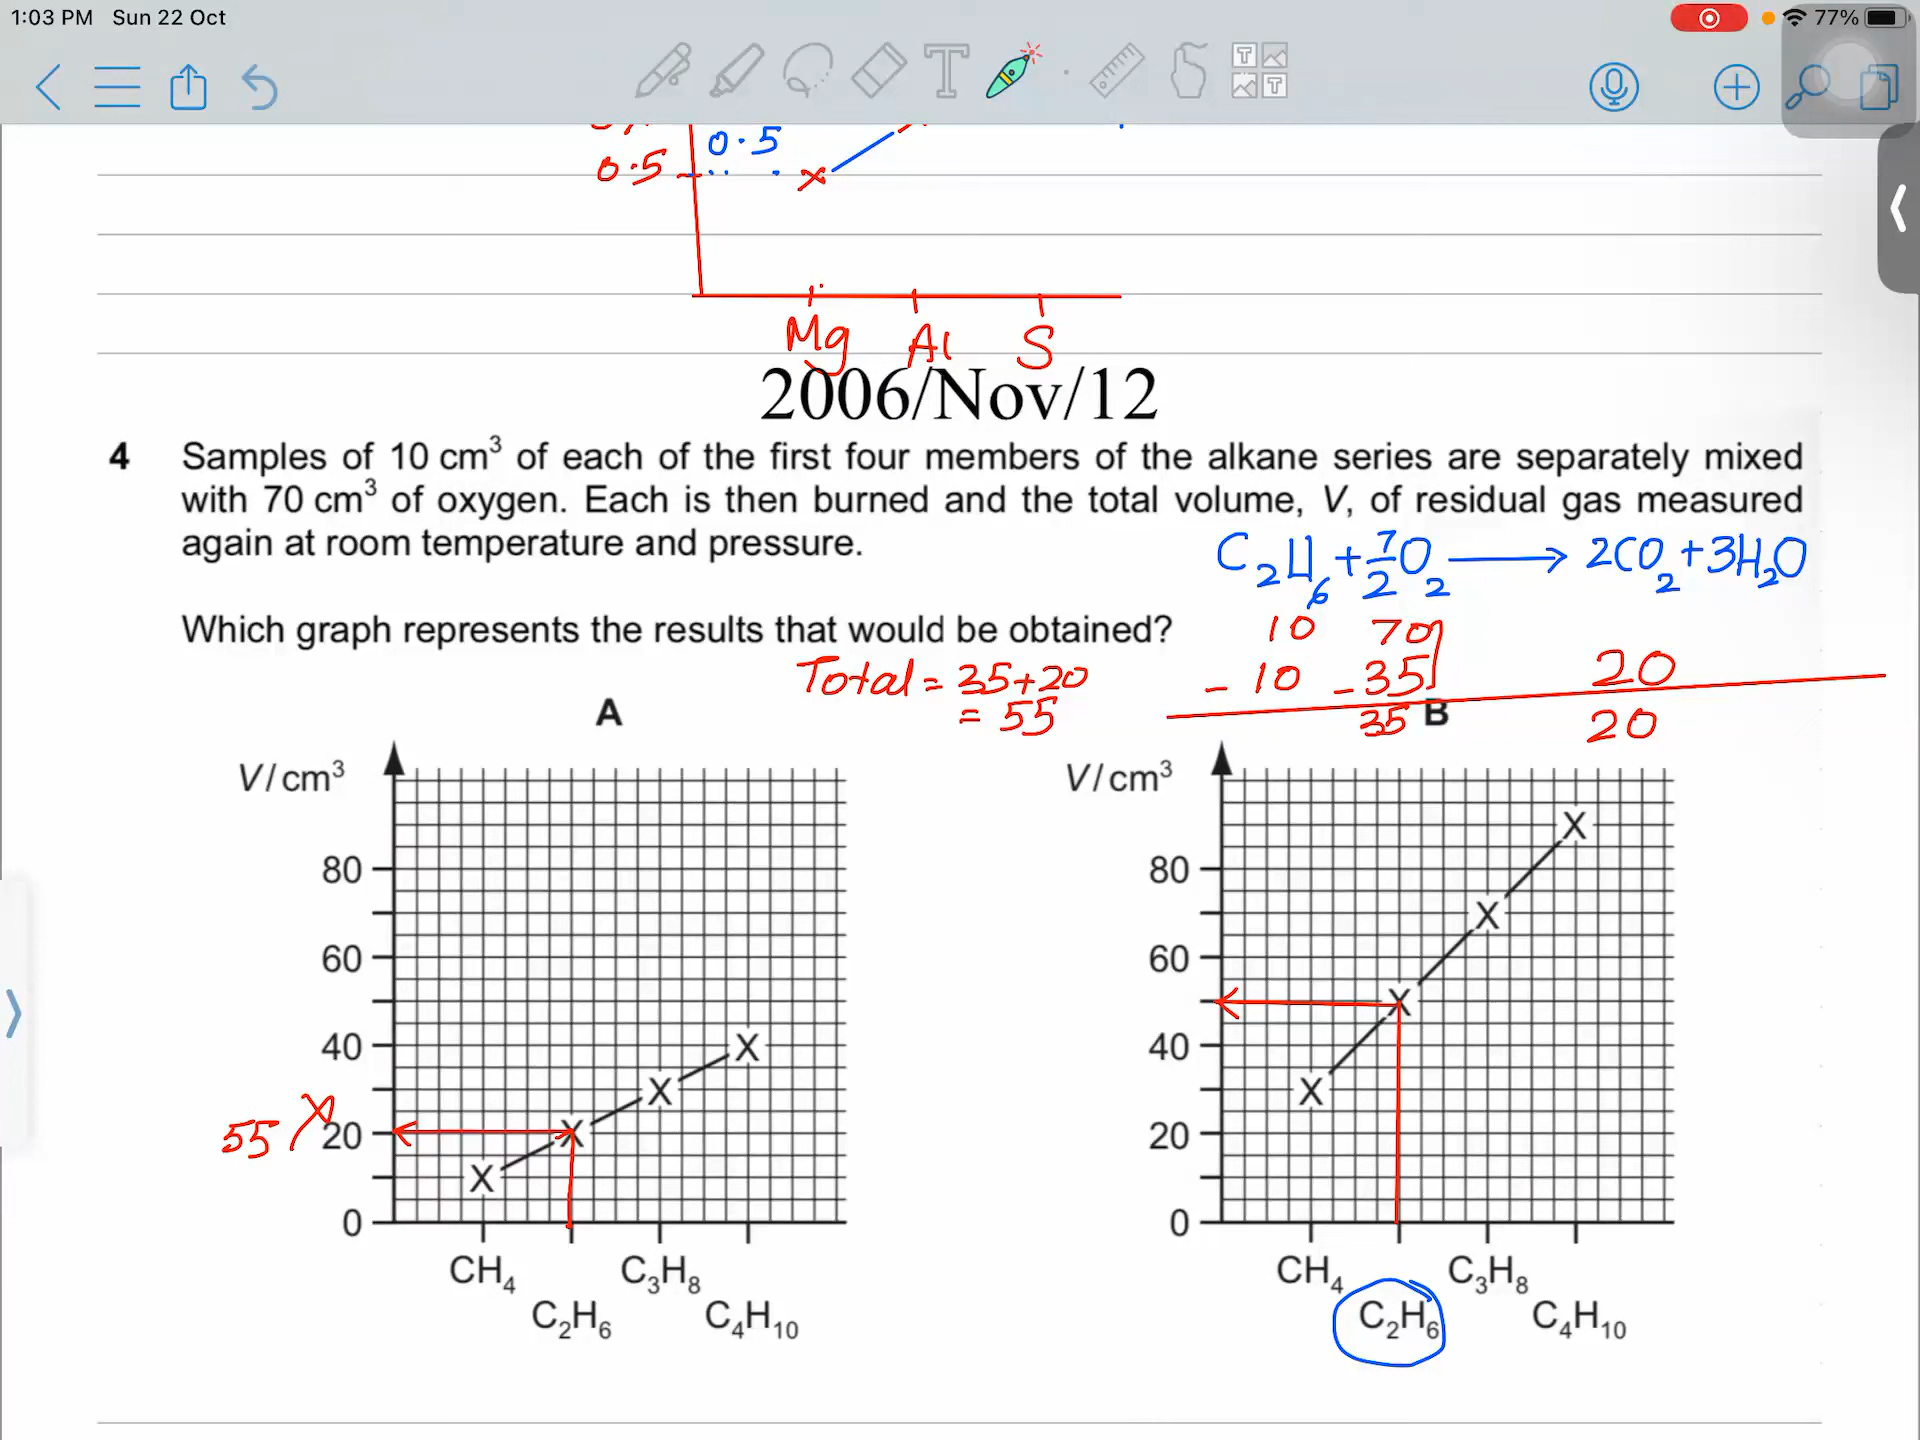 1:03 PM Sun 22 Oct
77%
0.5
0.5
Mg Al S
2006/Nov/12
4 Samples of 10 cm³ of each of the first four members of the alkane series are separately mixed
with 70 cm³ of oxygen. Each is then burned and the total volume, V, of residual gas measured
again at room temperature and pressure.
C₂H₆ + 7/2 O₂ ⟶ 2CO₂ + 3H₂O
Which graph represents the results that would be obtained?
10 70
Total = 35+20
= 55
- 10 - 35 20
35 20
A
V/cm³
80
60
40
20
0
55
CH₄ C₃H₈
C₂H₆ C₄H₁₀
B
V/cm³
80
60
40
20
0
CH₄ C₃H₈
C₂H₆ C₄H₁₀